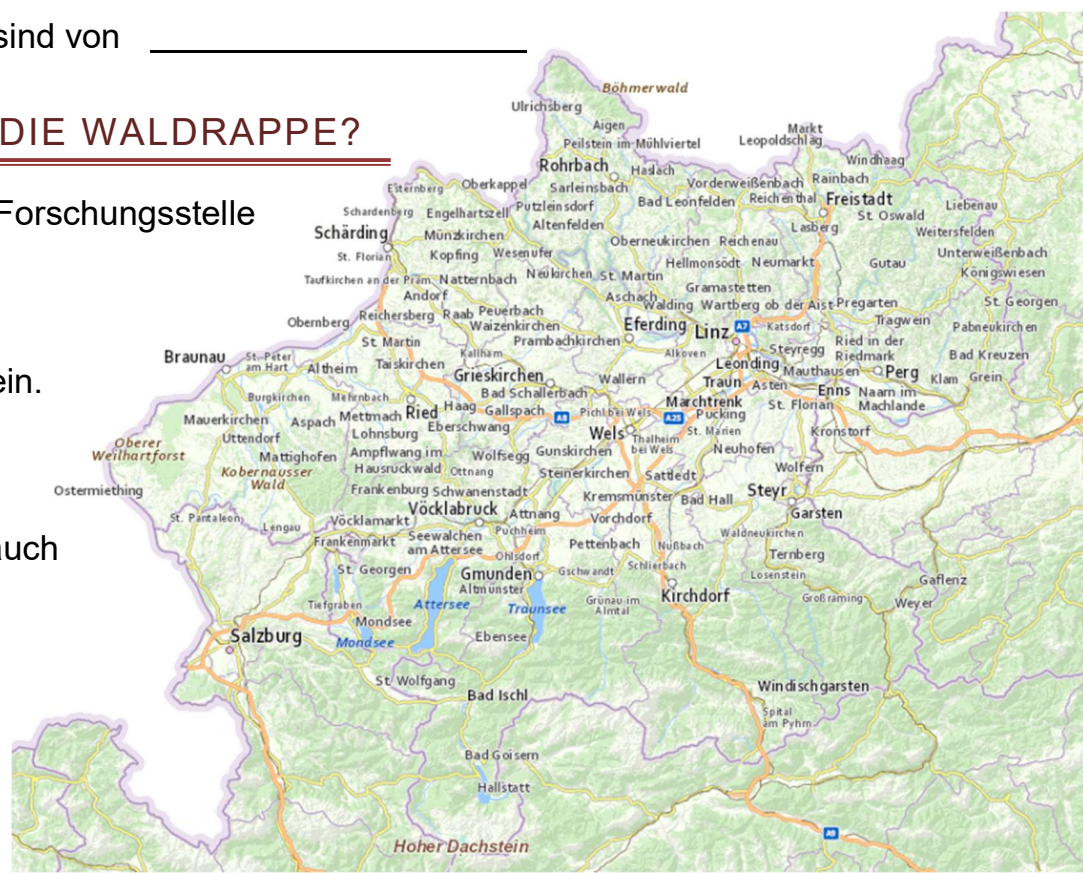 sind von
DIE WALDRAPPE?
Forschungsstelle
ein.
auch
Böhmerwald
Ulrichsberg
Aigen
Peilstein im Mühlviertel
Markt
Leopoldschlag
Windhaag
Rohrbach
Haslach
Rainbach
Esternberg
Oberkappel
Sarleinsbach
Vorderweißenbach
Freistadt
Bad Leonfelden
Reichenthal
Liebenau
Schardenberg
Engelhartszell
Putzleinsdorf
St. Oswald
Altenfelden
Lasberg
Weitersfelden
Schärding
Münzkirchen
Oberneukirchen
Reichenau
St. Florian
Kopfing
Wesenufer
Unterweißenbach
Hellmonsödt
Neumarkt
Gutau
Königswiesen
Taufkirchen an der Pram
Natternbach
Neukirchen
St. Martin
Gramastetten
Andorf
Aschach
Walding
Wartberg ob der Aist
Pregarten
St. Georgen
Obernberg
Reichersberg
Raab
Peuerbach
Waizenkirchen
Eferding
Linz
A7
Katsdorf
Tragwein
Pabneukirchen
St. Martin
Prambachkirchen
Ried in der
Riedmark
Braunau
St. Peter
am Hart
Altheim
Taiskirchen
Kallham
Alkoven
Steyregg
Bad Kreuzen
Leonding
Mauthausen
Perg
Grieskirchen
Wallern
Traun
Asten
Klam
Grein
Burgkirchen
Mehrnbach
Bad Schallerbach
Enns
Naarn im
Machlande
Ried
Haag
Gallspach
A8
Pichl bei Wels
Marchtrenk
A25
Pucking
St. Florian
Mauerkirchen
Aspach
Mettmach
Eberschwang
Wels
St. Marien
Kronstorf
Oberer
Weilhartforst
Uttendorf
Lohnsburg
Thalheim
bei Wels
Neuhofen
Mattighofen
Ampflwang im
Hausruckwald
Wolfsegg
Gunskirchen
Kobernausser
Wald
Ottnang
Steinerkirchen
Sattledt
Wolfern
Ostermiething
Frankenburg
Schwanenstadt
Kremsmünster
Bad Hall
Steyr
Vöcklabruck
Attnang
Garsten
St. Pantaleon
Lengau
Vöcklamarkt
Vorchdorf
Frankenmarkt
Seewalchen
am Attersee
Puchheim
Pettenbach
Nußbach
Waldneukirchen
Ohlsdorf
Ternberg
St. Georgen
Gmunden
Gschwandt
Schlierbach
Losenstein
Gaflenz
Altmünster
Kirchdorf
Tiefgraben
Attersee
Traunsee
Grünau im
Almtal
Großraming
Weyer
Mondsee
Salzburg
Mondsee
Ebensee
St. Wolfgang
Bad Ischl
Windischgarsten
Spital
am Pyhrn
Bad Goisern
Hallstatt
Hoher Dachstein
A9